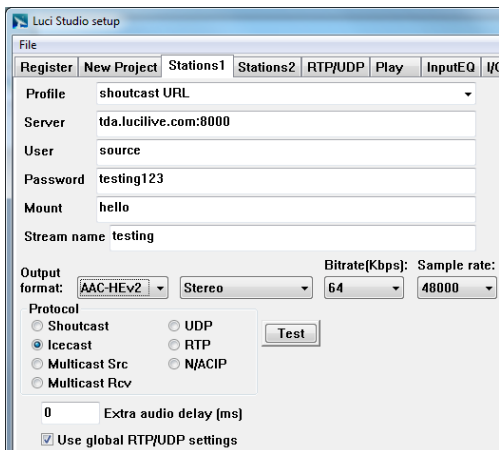 Luci Studio setup
File
Register New Project Stations1 Stations2 RTP/UDP Play InputEQ
Profile shoutcast URL
Server tda.lucilive.com:8000
User source
Password testing123
Mount hello
Stream name testing
Bitrate(Kbps): Sample rate:
Output format: AAC-HEv2 Stereo 64 48000
Protocol
Shoutcast UDP
Icecast RTP Test
Multicast Src N/ACIP
Multicast Rcv
0 Extra audio delay (ms)
Use global RTP/UDP settings